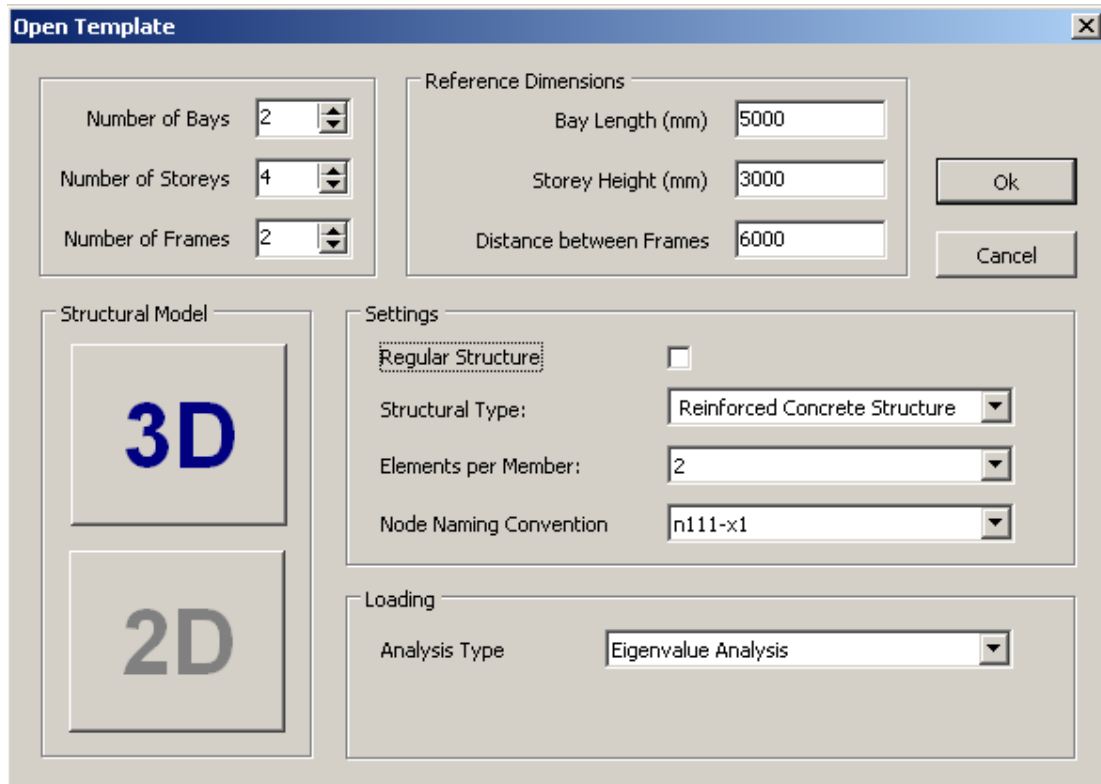 Open Template
Number of Bays 2
Number of Storeys 4
Number of Frames 2
Reference Dimensions
Bay Length (mm) 5000
Storey Height (mm) 3000
Distance between Frames 6000
Ok
Cancel
Structural Model
3D
2D
Settings
Regular Structure
Structural Type: Reinforced Concrete Structure
Elements per Member: 2
Node Naming Convention n111-x1
Loading
Analysis Type Eigenvalue Analysis